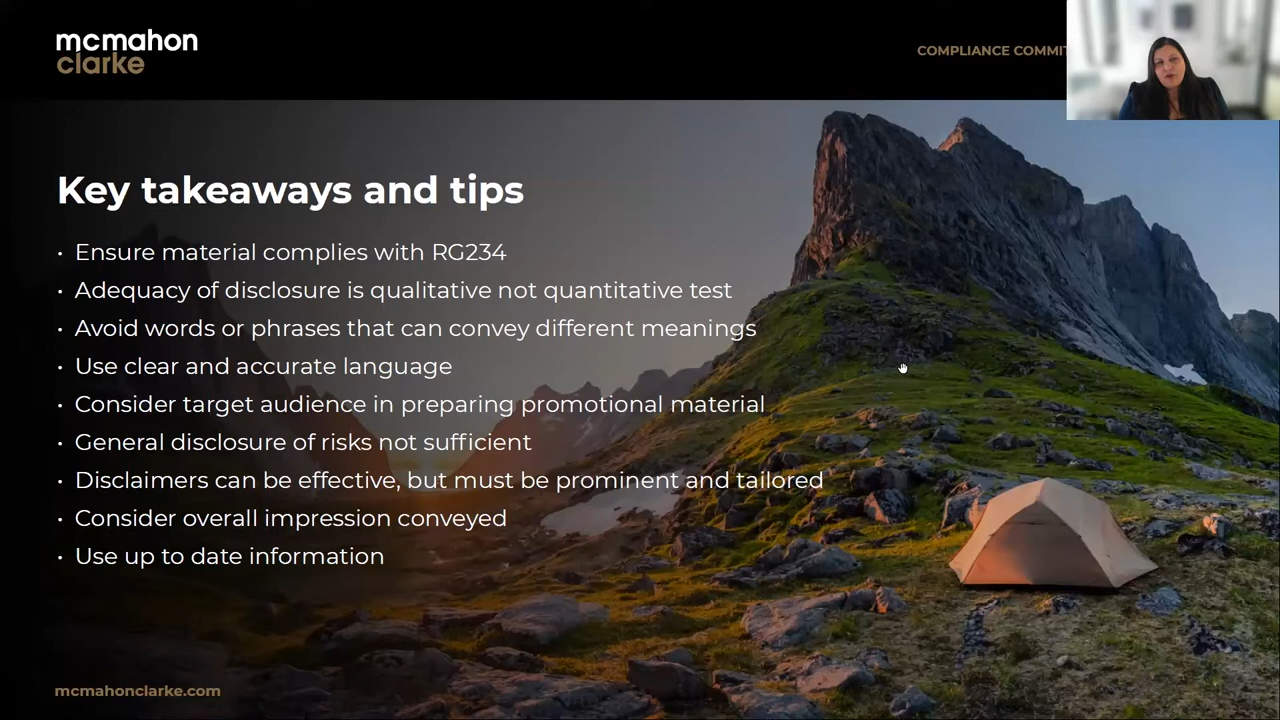 mcmahon
clarke
COMPLIANCE
Key takeaways and tips
• Ensure material complies with RG234
• Adequacy of disclosure is qualitative not quantitative test
• Avoid words or phrases that can convey different meanings
• Use clear and accurate language
• Consider target audience in preparing promotional material
• General disclosure of risks not sufficient
• Disclaimers can be effective, but must be prominent and tailored
• Consider overall impression conveyed
• Use up to date information
mcmahonclarke.com